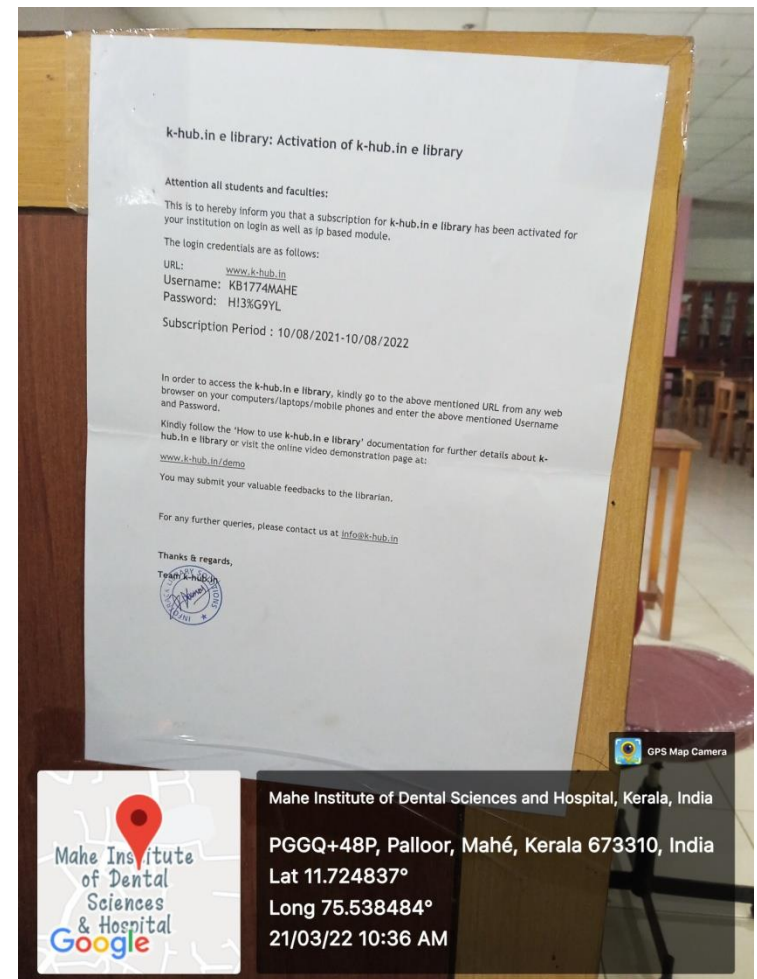 k-hub.in e library: Activation of k-hub.in e library
Attention all students and faculties:
This is to hereby inform you that a subscription for k-hub.in e library has been activated for
your institution on login as well as ip based module.
The login credentials are as follows:
URL: www.k-hub.in
Username: KB1774MAHE
Password: H!3%G9YL
Subscription Period : 10/08/2021-10/08/2022
In order to access the k-hub.in e library, kindly go to the above mentioned URL from any web
browser on your computers/laptops/mobile phones and enter the above mentioned Username
and Password.
Kindly follow the 'How to use k-hub.in e library' documentation for further details about k-
hub.in e library or visit the online video demonstration page at:
www.k-hub.in/demo
You may submit your valuable feedbacks to the librarian.
For any further queries, please contact us at info@k-hub.in
Thanks & regards,
Team k-hub.in
GPS Map Camera
Mahe Institute of Dental Sciences and Hospital, Kerala, India
PGGQ+48P, Palloor, Mahé, Kerala 673310, India
Lat 11.724837°
Long 75.538484°
21/03/22 10:36 AM
Mahe Institute
of Dental
Sciences
& Hospital
Google